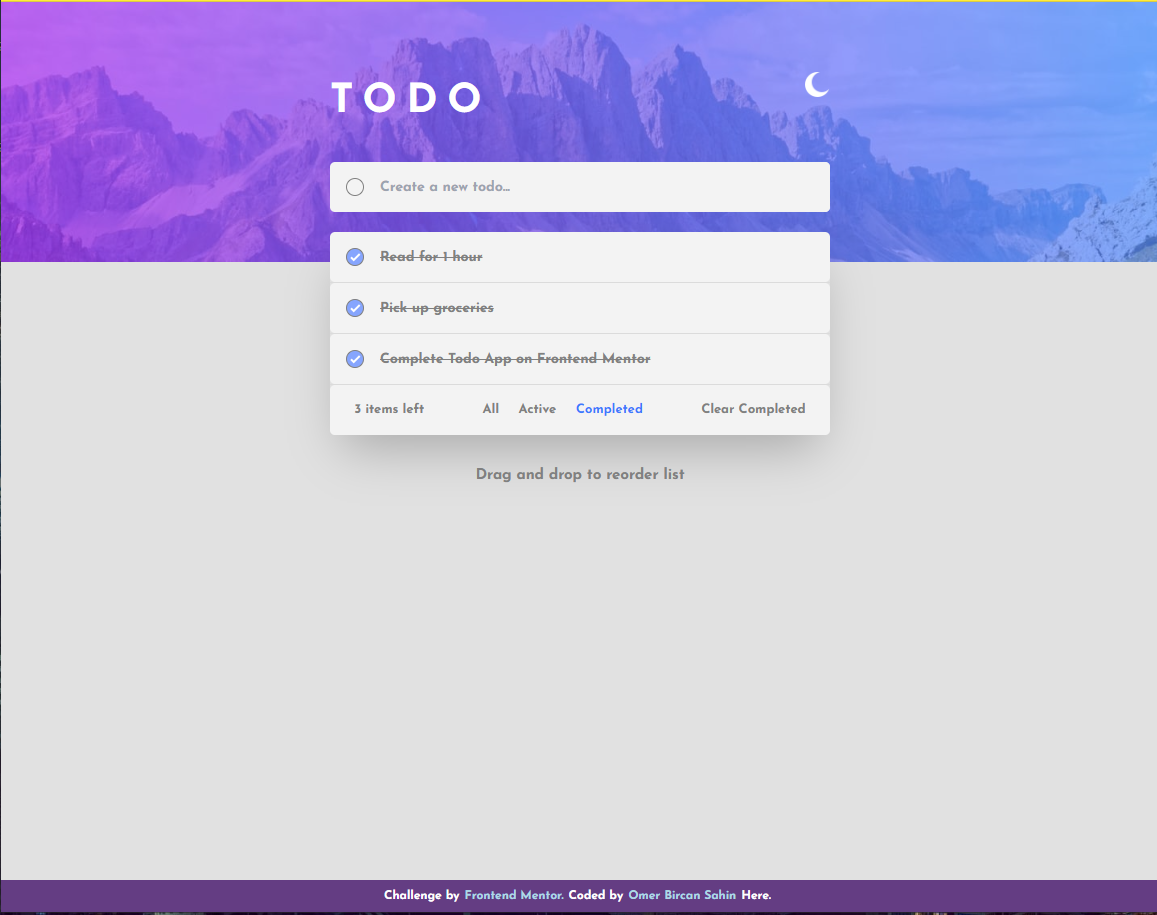 TODO
Create a new todo...
Read for 1 hour
Pick up groceries
Complete Todo App on Frontend Mentor
3 items left All Active Completed Clear Completed
Drag and drop to reorder list
Challenge by Frontend Mentor. Coded by Omer Bircan Sahin Here.